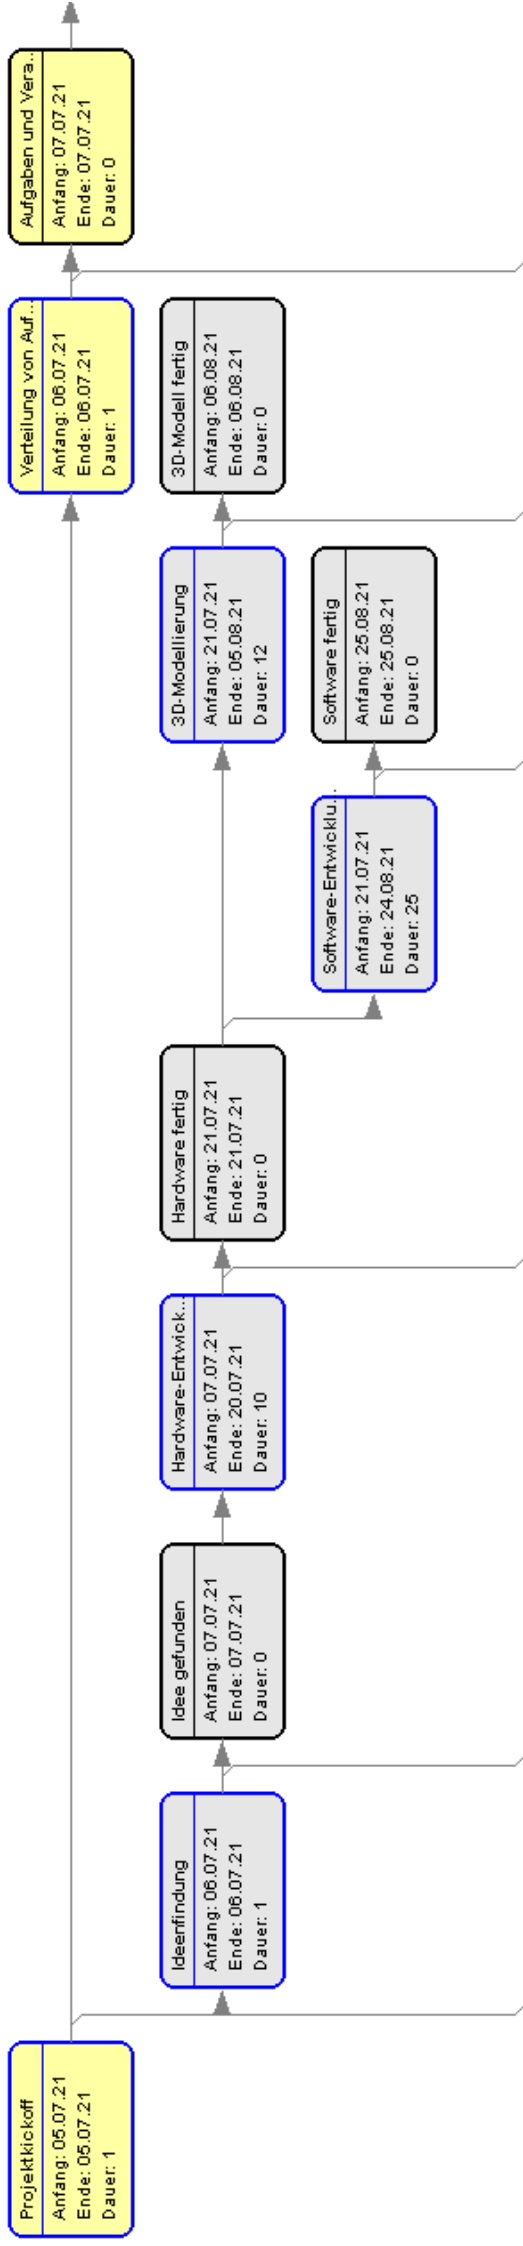 Projektkickoff
Anfang: 05.07.21
Ende: 05.07.21
Dauer: 1
Verteilung von Auf...
Anfang: 06.07.21
Ende: 06.07.21
Dauer: 1
Aufgaben und Vera...
Anfang: 07.07.21
Ende: 07.07.21
Dauer: 0
Ideenfindung
Anfang: 06.07.21
Ende: 06.07.21
Dauer: 1
Idee gefunden
Anfang: 07.07.21
Ende: 07.07.21
Dauer: 0
Hardware-Entwick...
Anfang: 07.07.21
Ende: 20.07.21
Dauer: 10
Hardware fertig
Anfang: 21.07.21
Ende: 21.07.21
Dauer: 0
3D-Modellierung
Anfang: 21.07.21
Ende: 05.08.21
Dauer: 12
3D-Modell fertig
Anfang: 06.08.21
Ende: 06.08.21
Dauer: 0
Software-Entwicklu...
Anfang: 21.07.21
Ende: 24.08.21
Dauer: 25
Software fertig
Anfang: 25.08.21
Ende: 25.08.21
Dauer: 0